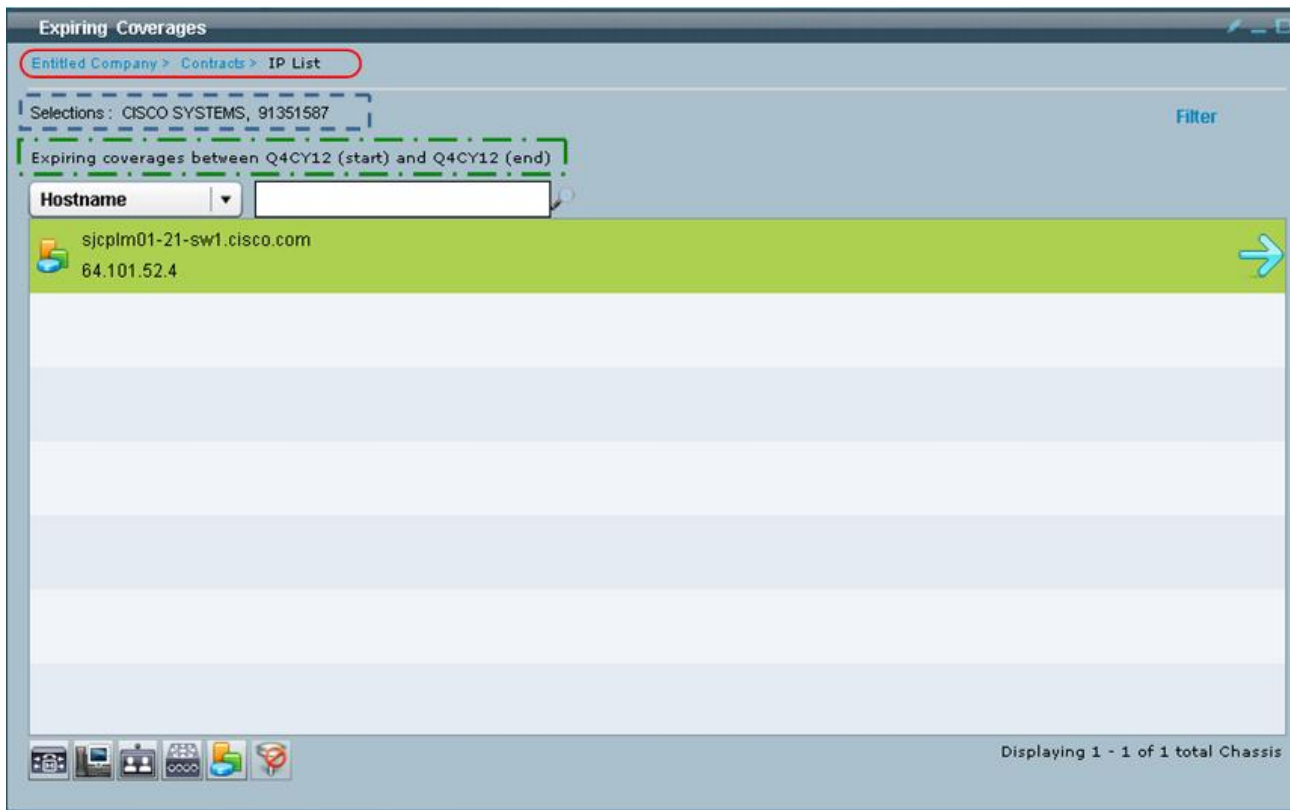 Expiring Coverages
Entitled Company > Contracts > IP List
Selections : CISCO SYSTEMS, 91351587
Filter
Expiring coverages between Q4CY12 (start) and Q4CY12 (end)
Hostname
sjcplm01-21-sw1.cisco.com
64.101.52.4
Displaying 1 - 1 of 1 total Chassis